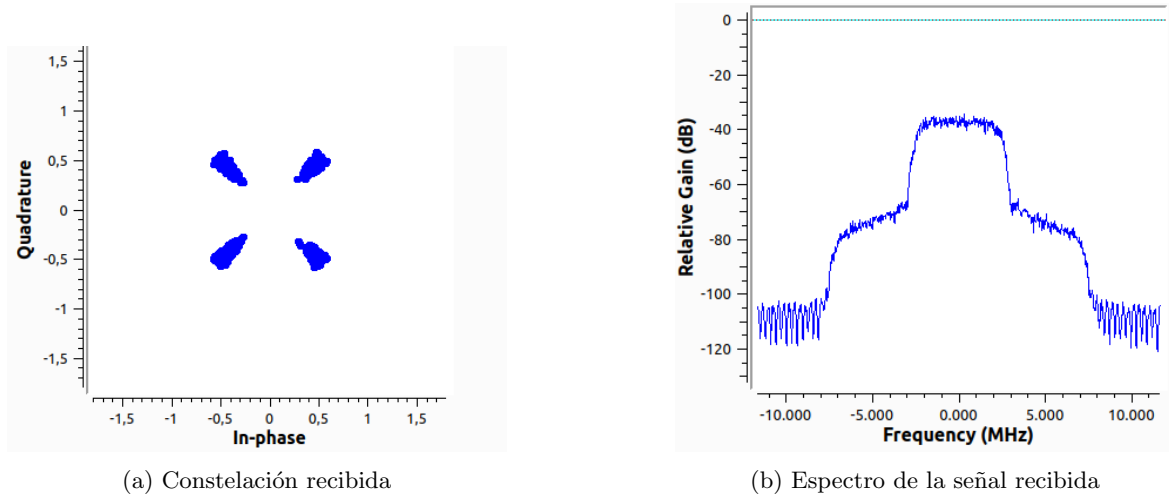 1,5
1
0,5
0
-0,5
-1
-1,5
Quadrature
-1,5 -1 -0,5 0 0,5 1 1,5
In-phase
(a) Constelación recibida
0
-20
-40
-60
-80
-100
-120
Relative Gain (dB)
-10.000 -5.000 0.000 5.000 10.000
Frequency (MHz)
(b) Espectro de la señal recibida